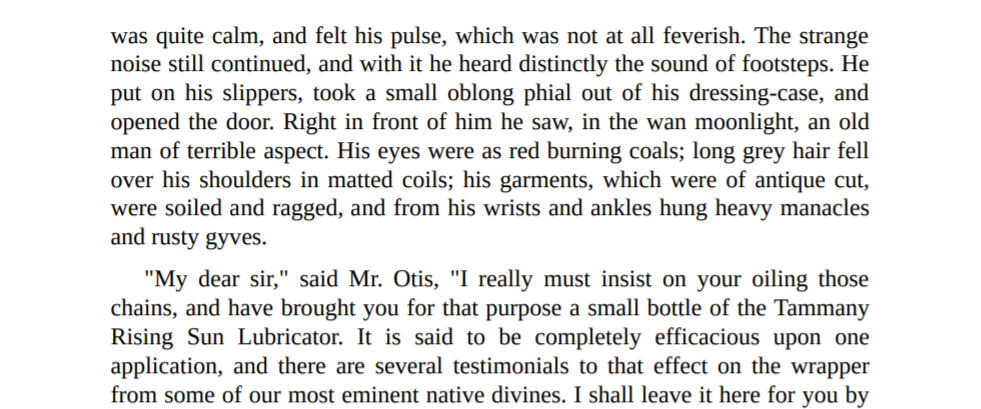 was quite calm, and felt his pulse, which was not at all feverish. The strange
noise still continued, and with it he heard distinctly the sound of footsteps. He
put on his slippers, took a small oblong phial out of his dressing-case, and
opened the door. Right in front of him he saw, in the wan moonlight, an old
man of terrible aspect. His eyes were as red burning coals; long grey hair fell
over his shoulders in matted coils; his garments, which were of antique cut,
were soiled and ragged, and from his wrists and ankles hung heavy manacles
and rusty gyves.
"My dear sir," said Mr. Otis, "I really must insist on your oiling those
chains, and have brought you for that purpose a small bottle of the Tammany
Rising Sun Lubricator. It is said to be completely efficacious upon one
application, and there are several testimonials to that effect on the wrapper
from some of our most eminent native divines. I shall leave it here for you by